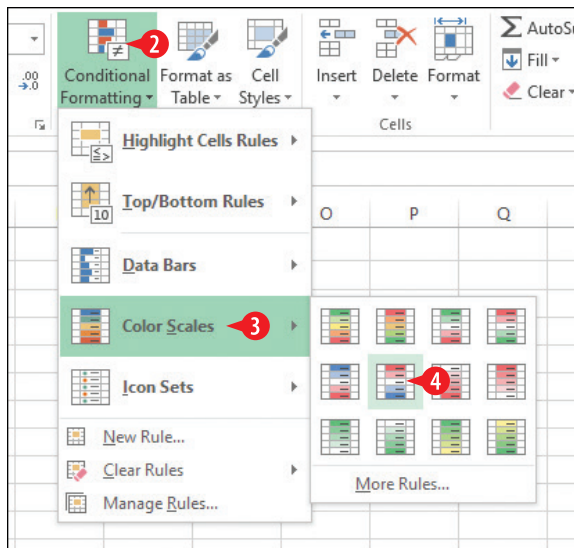 2
AutoSu
.00
.0
Conditional Formatting
Format as Table
Cell Styles
Insert
Delete
Format
Fill
Clear
Cells
Highlight Cells Rules
10
Top/Bottom Rules
O
P
Q
Data Bars
Color Scales
3
4
Icon Sets
New Rule...
Clear Rules
Manage Rules...
More Rules...